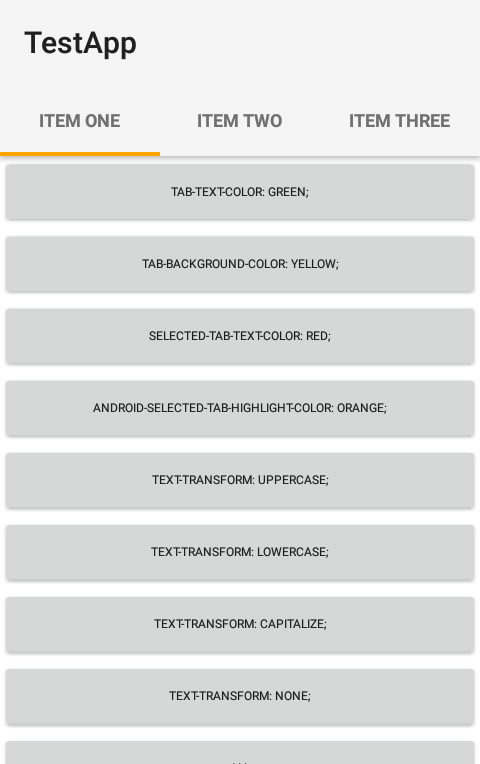 TestApp
ITEM ONE
ITEM TWO
ITEM THREE
TAB-TEXT-COLOR: GREEN;
TAB-BACKGROUND-COLOR: YELLOW;
SELECTED-TAB-TEXT-COLOR: RED;
ANDROID-SELECTED-TAB-HIGHLIGHT-COLOR: ORANGE;
TEXT-TRANSFORM: UPPERCASE;
TEXT-TRANSFORM: LOWERCASE;
TEXT-TRANSFORM: CAPITALIZE;
TEXT-TRANSFORM: NONE;